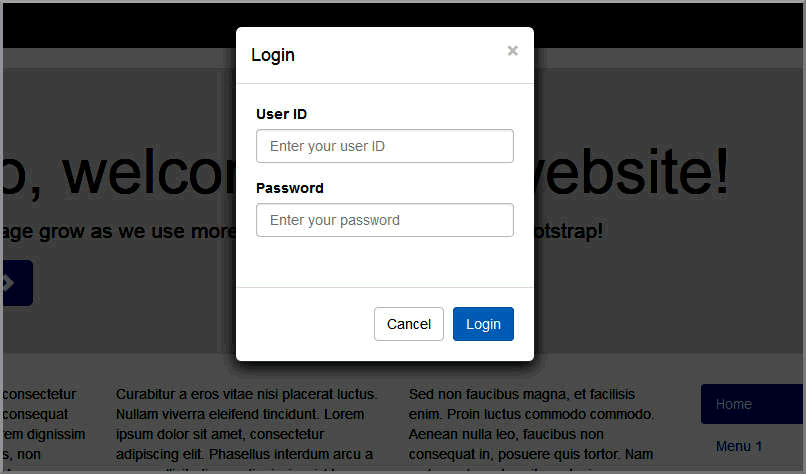 Login
×
User ID
Enter your user ID
Password
Enter your password
Cancel Login
o, welcom website!
age grow as we use more otstrap!
consectetur
consequat
rem dignissim
s, non
Curabitur a eros vitae nisi placerat luctus.
Nullam viverra eleifend tincidunt. Lorem
ipsum dolor sit amet, consectetur
adipiscing elit. Phasellus interdum arcu a
Sed non faucibus magna, et facilisis
enim. Proin luctus commodo commodo.
Aenean nulla leo, faucibus non
consequat in, posuere quis tortor. Nam
Home
Menu 1